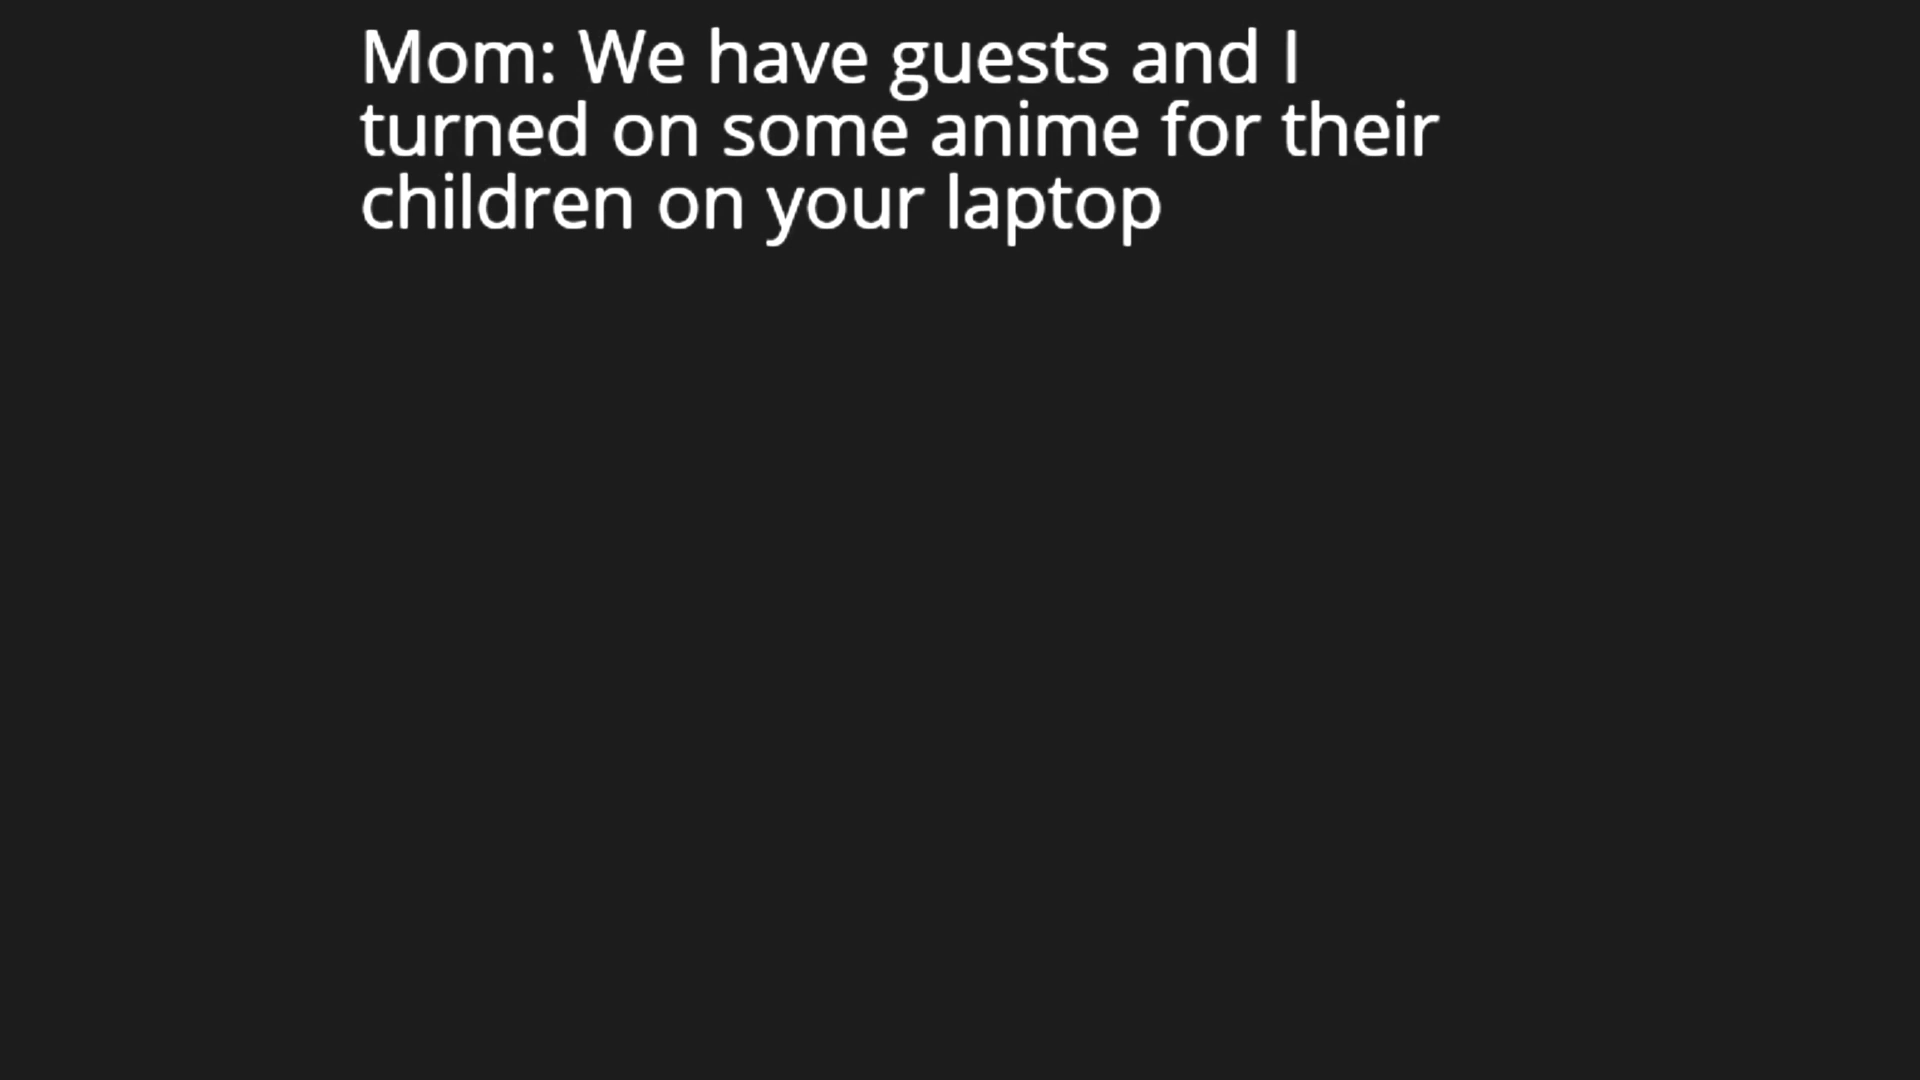 Mom: We have guests and I
turned on some anime for their
children on your laptop